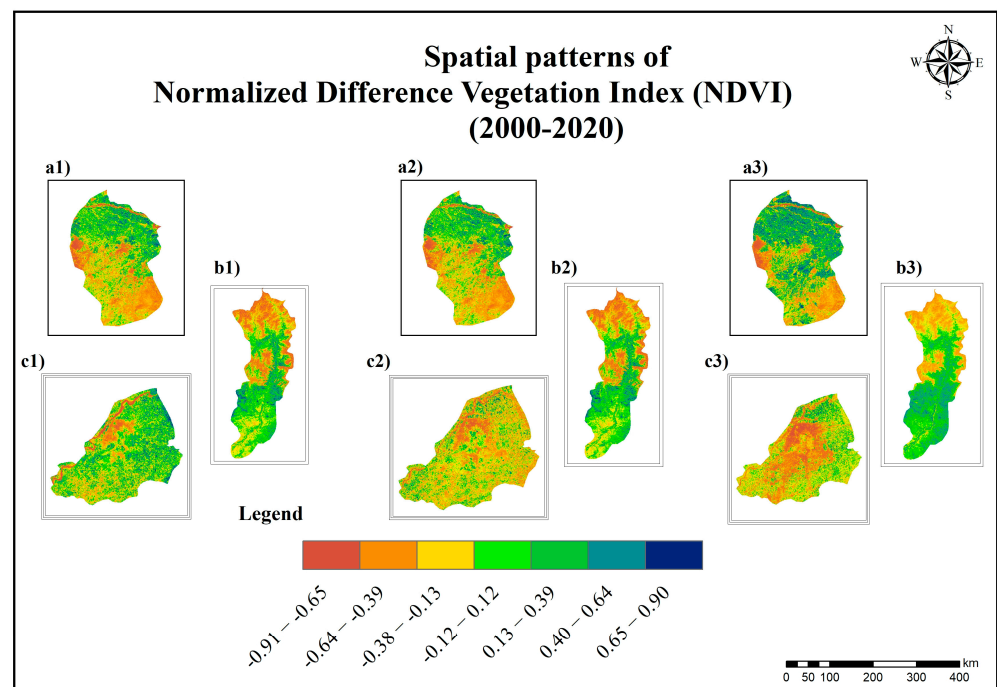 Spatial patterns of
Normalized Difference Vegetation Index (NDVI)
(2000-2020)
N
W E
S
a1) a2) a3)
b1) b2) b3)
c1) c2) c3)
Legend
-0.91 – -0.65
-0.64 – -0.39
-0.38 – -0.13
-0.12 – 0.12
0.13 – 0.39
0.40 – 0.64
0.65 – 0.90
km
0 50 100 200 300 400